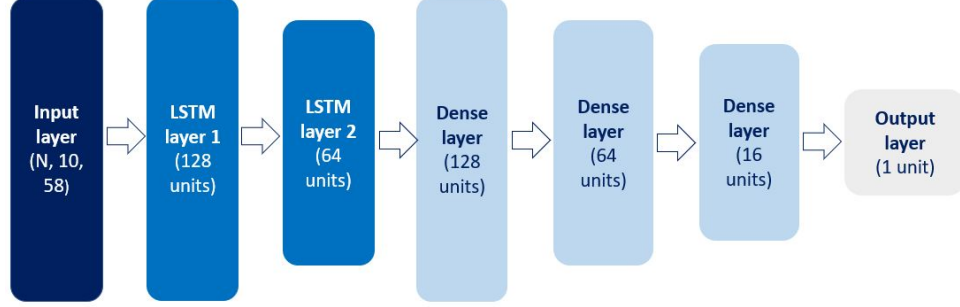 Input
layer
(N, 10,
58)
LSTM
layer 1
(128
units)
LSTM
layer 2
(64
units)
Dense
layer
(128
units)
Dense
layer
(64
units)
Dense
layer
(16
units)
Output
layer
(1 unit)